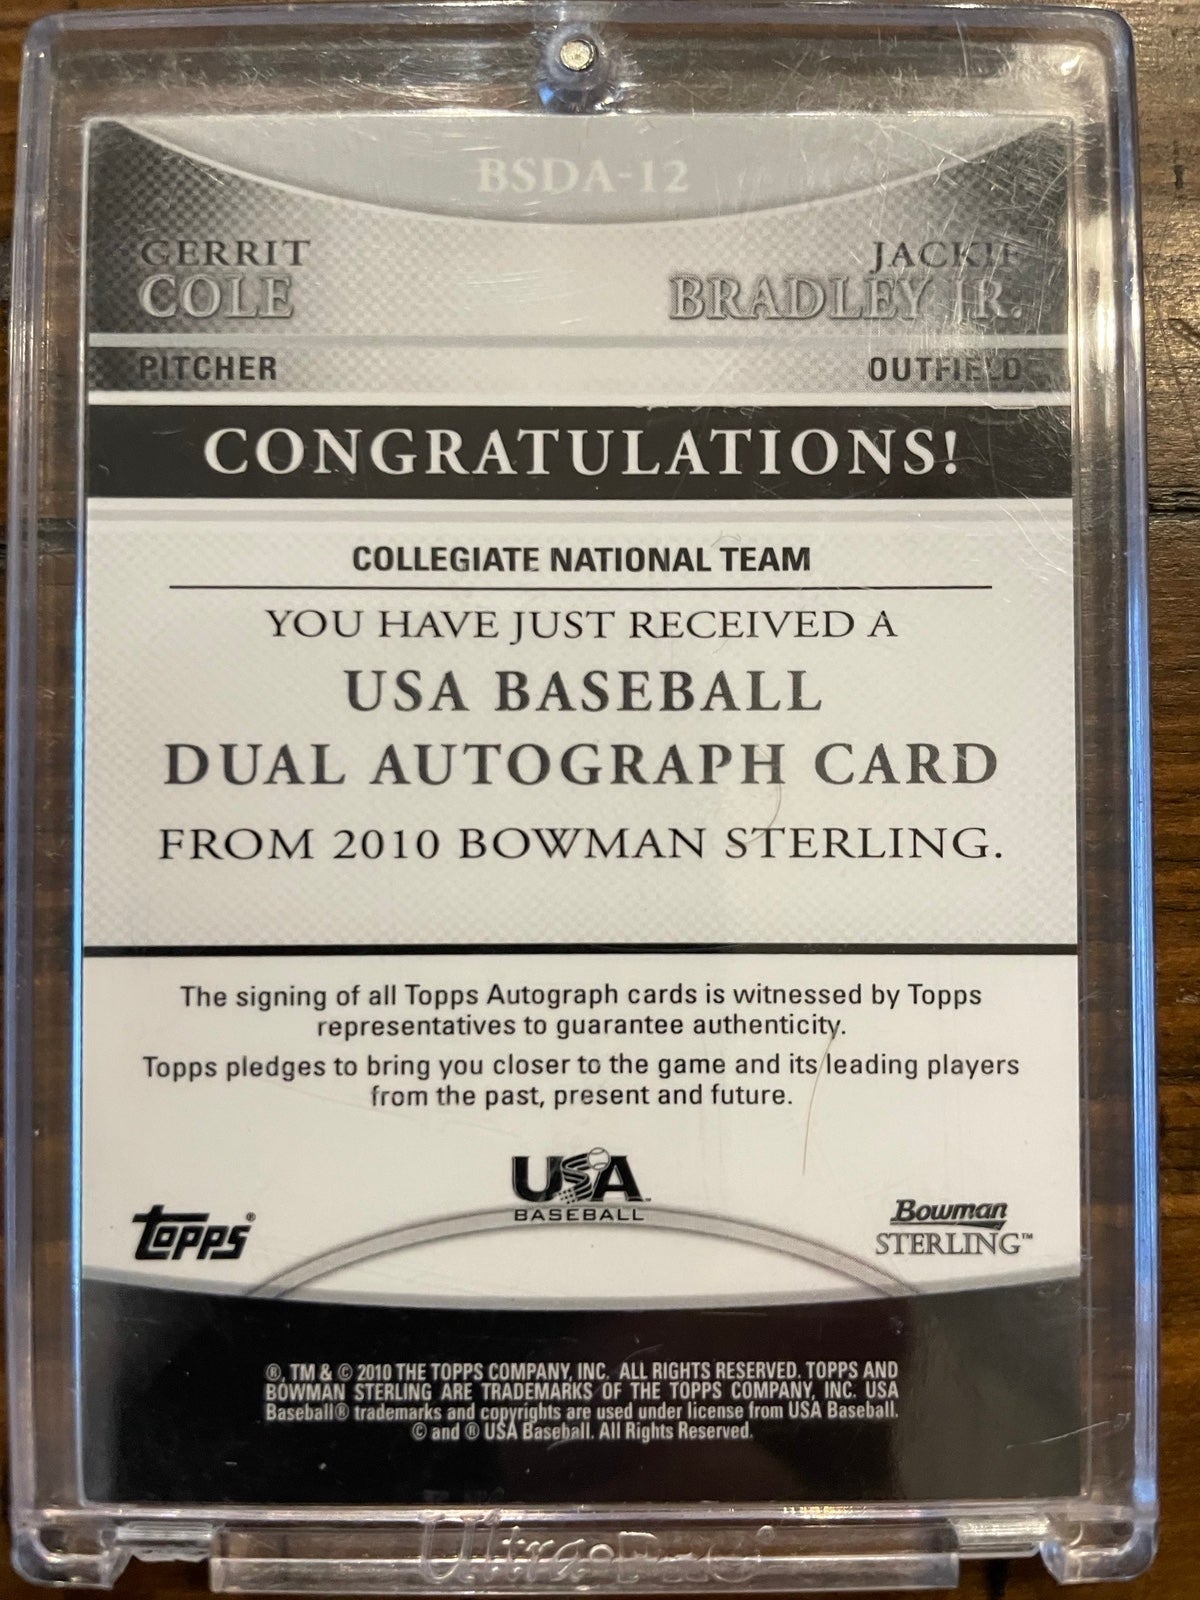 BSDA-12
GERRIT
COLE
JACKIE
BRADLEY JR.
PITCHER
OUTFIELD
CONGRATULATIONS!
COLLEGIATE NATIONAL TEAM
YOU HAVE JUST RECEIVED A
USA BASEBALL
DUAL AUTOGRAPH CARD
FROM 2010 BOWMAN STERLING.
The signing of all Topps Autograph cards is witnessed by Topps
representatives to guarantee authenticity.
Topps pledges to bring you closer to the game and its leading players
from the past, present and future.
USA
BASEBALL
TOPPS®
Bowman
STERLING™
®, TM & © 2010 THE TOPPS COMPANY, INC. ALL RIGHTS RESERVED. TOPPS AND
BOWMAN STERLING ARE TRADEMARKS OF THE TOPPS COMPANY, INC. USA
Baseball® trademarks and copyrights are used under license from USA Baseball.
© and ® USA Baseball. All Rights Reserved.
Ultra•PRO®